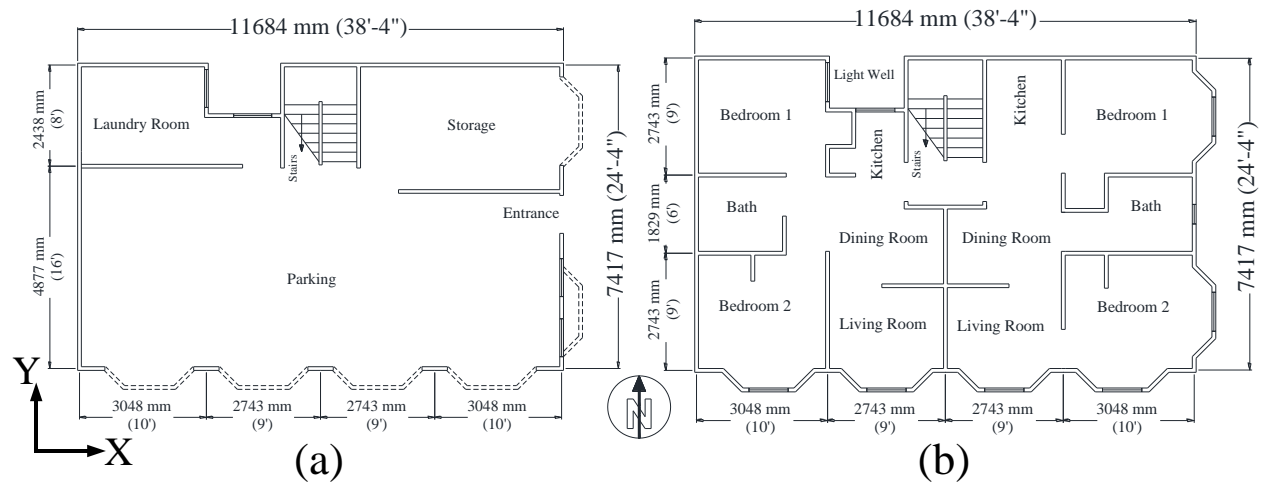 11684 mm (38'-4")
2438 mm
(8')
4877 mm
(16')
Laundry Room
Stairs
Storage
Entrance
Parking
7417 mm (24'-4")
3048 mm
(10')
2743 mm
(9')
2743 mm
(9')
3048 mm
(10')
Y
X
(a)
N
11684 mm (38'-4")
2743 mm
(9')
1829 mm
(6')
2743 mm
(9')
Light Well
Bedroom 1
Kitchen
Stairs
Kitchen
Bedroom 1
Bath
Bath
Dining Room
Dining Room
Bedroom 2
Bedroom 2
Living Room
Living Room
7417 mm (24'-4")
3048 mm
(10')
2743 mm
(9')
2743 mm
(9')
3048 mm
(10')
(b)